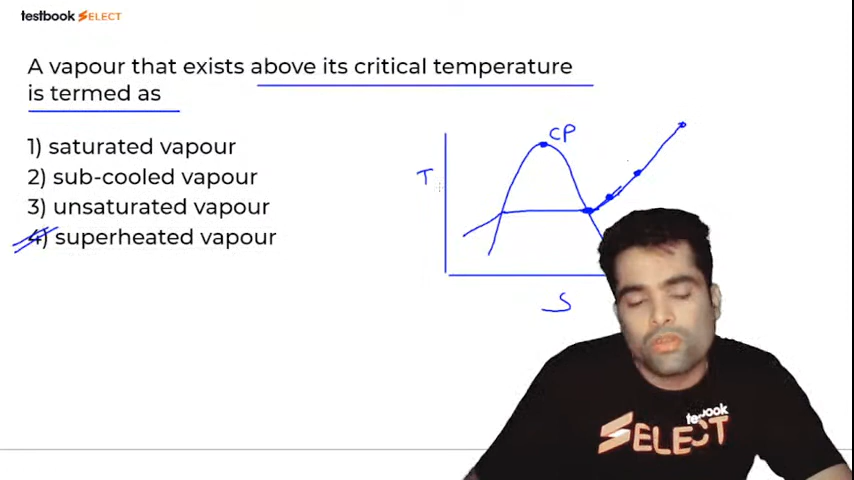 testbook SELECT
A vapour that exists above its critical temperature
is termed as
1) saturated vapour
2) sub-cooled vapour
3) unsaturated vapour
4) superheated vapour
CP
T
S
testbook
SELECT